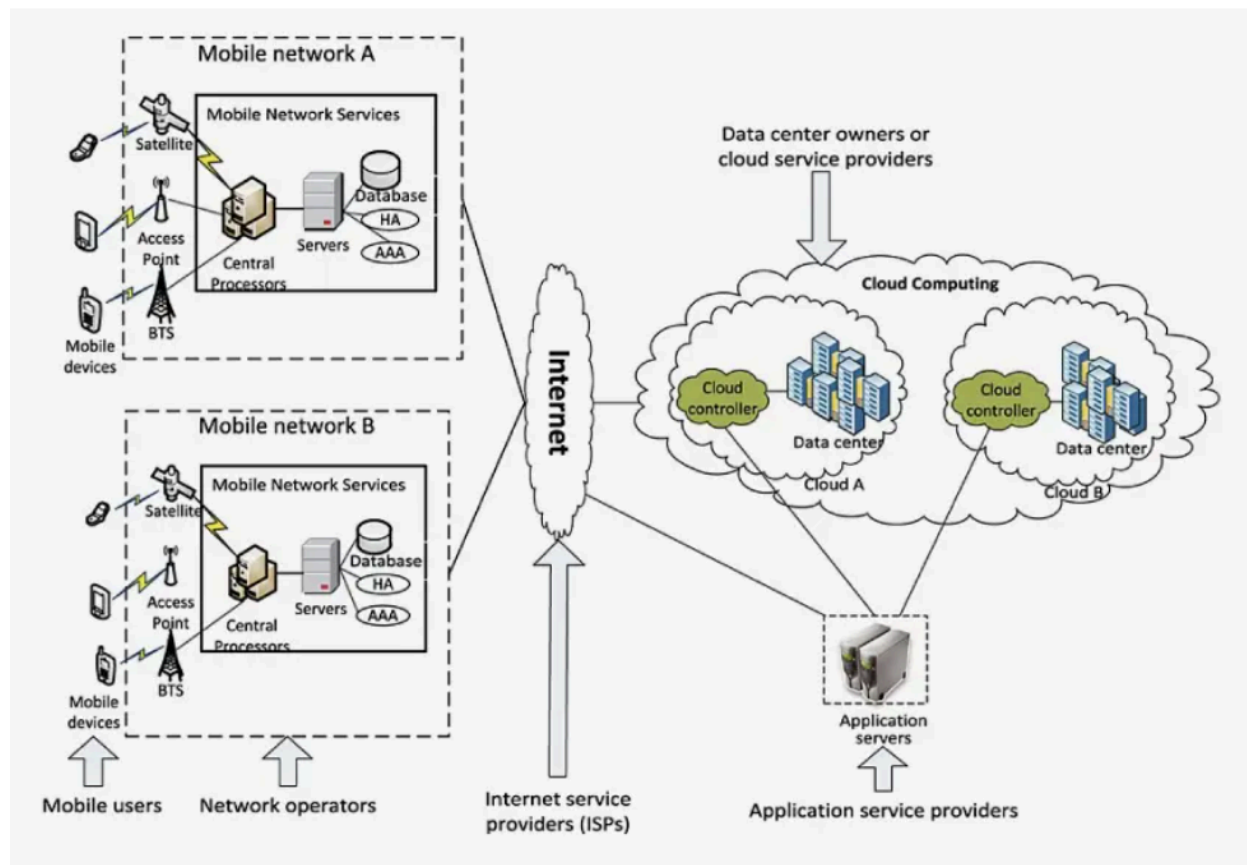 Mobile network A
Mobile Network Services
Satellite
Database
HA
AAA
Servers
Access
Point
Central
Processors
BTS
Mobile
devices
Mobile network B
Mobile Network Services
Satellite
Database
HA
AAA
Servers
Access
Point
Central
Processors
BTS
Mobile
devices
Mobile users
Network operators
Internet
Internet service
providers (ISPs)
Data center owners or
cloud service providers
Cloud Computing
Cloud
controller
Data center
Cloud A
Cloud
controller
Data center
Cloud B
Application
servers
Application service providers